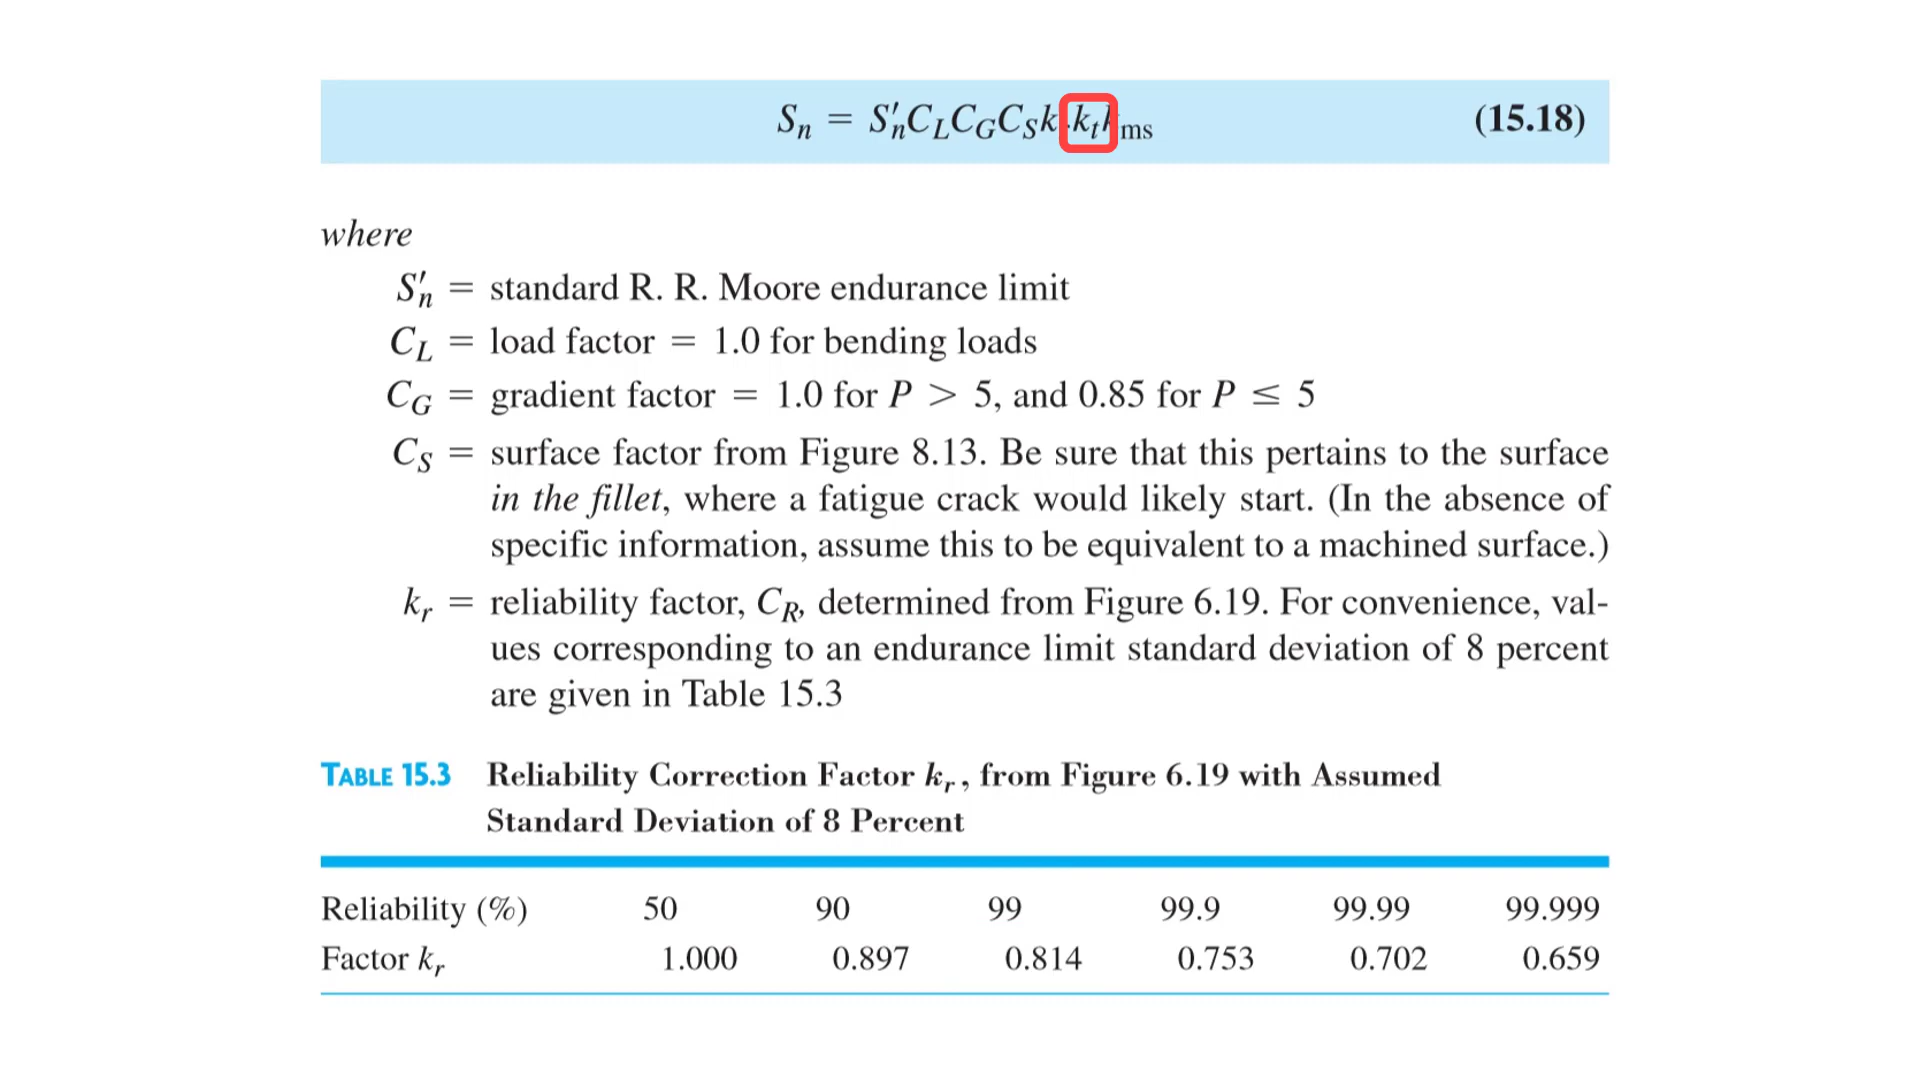 Sₙ = S′ₙC_LC_GC_Sk kₜk_ms (15.18)
where
S′ₙ = standard R. R. Moore endurance limit
C_L = load factor = 1.0 for bending loads
C_G = gradient factor = 1.0 for P > 5, and 0.85 for P ≤ 5
C_S = surface factor from Figure 8.13. Be sure that this pertains to the surface
in the fillet, where a fatigue crack would likely start. (In the absence of
specific information, assume this to be equivalent to a machined surface.)
kᵣ = reliability factor, C_R, determined from Figure 6.19. For convenience, val-
ues corresponding to an endurance limit standard deviation of 8 percent
are given in Table 15.3
TABLE 15.3 Reliability Correction Factor kᵣ, from Figure 6.19 with Assumed
Standard Deviation of 8 Percent
Reliability (%) 50 90 99 99.9 99.99 99.999
Factor kᵣ 1.000 0.897 0.814 0.753 0.702 0.659